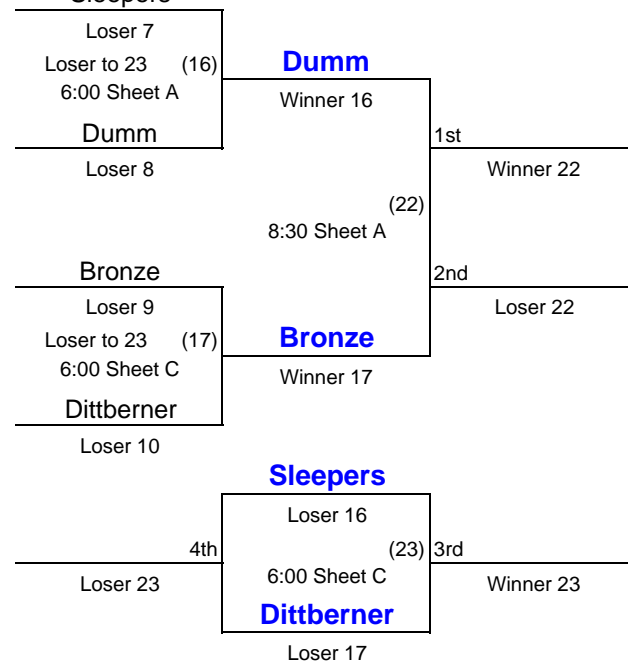 Sleepers
Loser 7
Loser to 23 (16)
6:00 Sheet A
Dumm
Winner 16
Dumm
Loser 8
1st
Winner 22
(22)
8:30 Sheet A
Bronze
Loser 9
2nd
Loser 22
Loser to 23 (17)
6:00 Sheet C
Bronze
Winner 17
Dittberner
Loser 10
Sleepers
Loser 16
4th
Loser 23
(23)
6:00 Sheet C
3rd
Winner 23
Dittberner
Loser 17